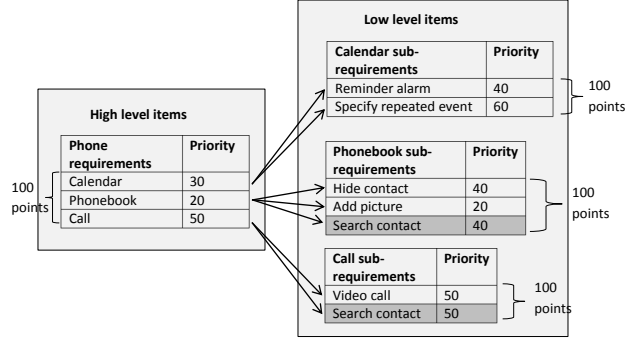 Low level items
Calendar sub-
requirements
Priority
Reminder alarm 40
Specify repeated event 60
100
points
High level items
Phone
requirements
Priority
Calendar 30
Phonebook 20
Call 50
100
points
Phonebook sub-
requirements
Priority
Hide contact 40
Add picture 20
Search contact 40
100
points
Call sub-
requirements
Priority
Video call 50
Search contact 50
100
points